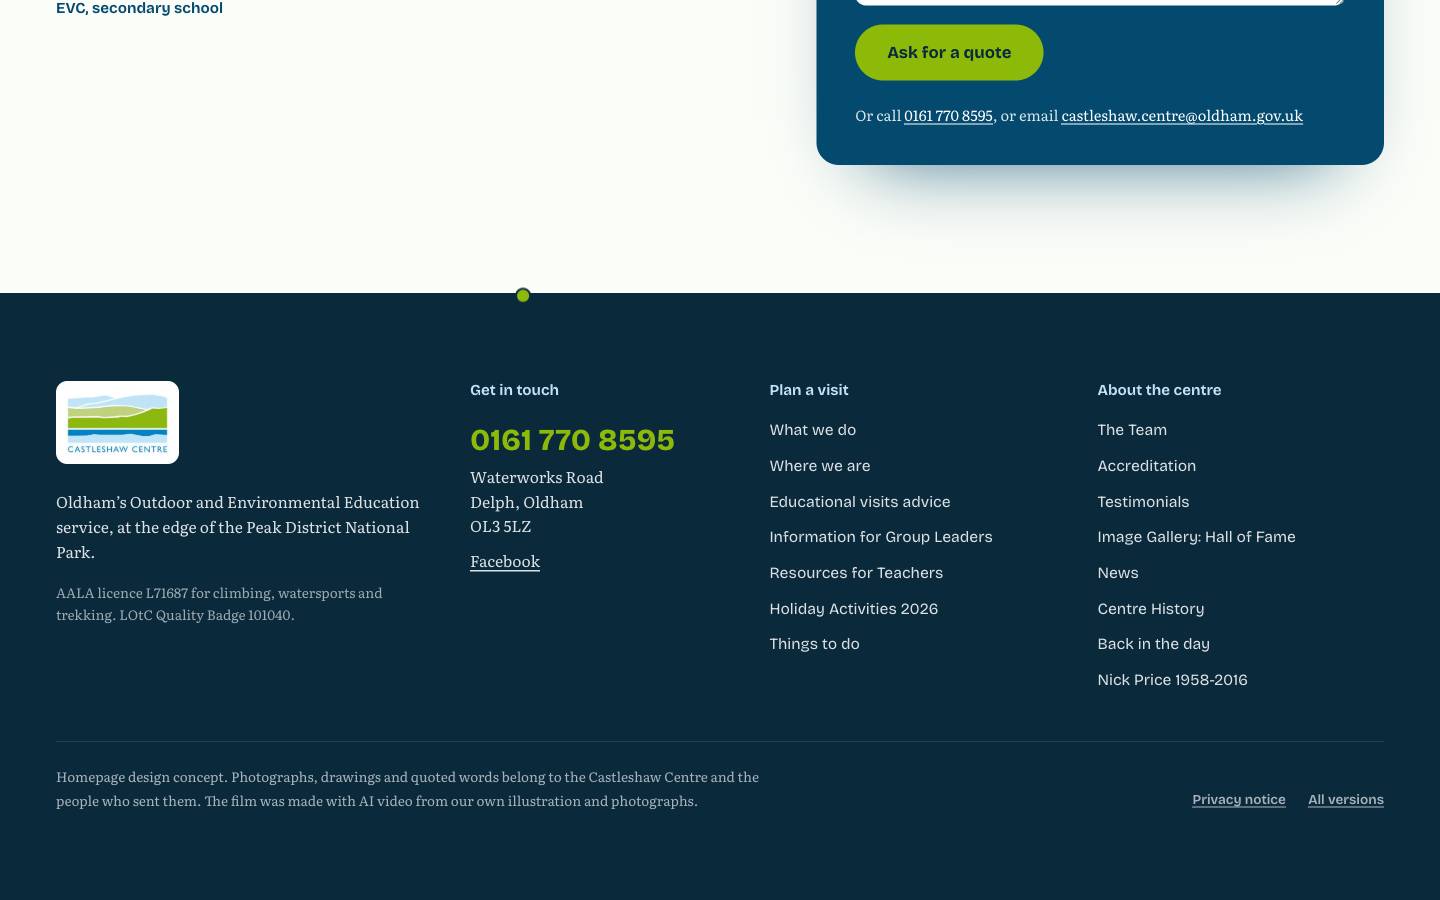 EVC, secondary school
Ask for a quote
Or call 0161 770 8595, or email castleshaw.centre@oldham.gov.uk
CASTLESHAW CENTRE
Oldham’s Outdoor and Environmental Education
service, at the edge of the Peak District National
Park.
AALA licence L71687 for climbing, watersports and
trekking. LOtC Quality Badge 101040.
Get in touch
0161 770 8595
Waterworks Road
Delph, Oldham
OL3 5LZ
Facebook
Plan a visit
What we do
Where we are
Educational visits advice
Information for Group Leaders
Resources for Teachers
Holiday Activities 2026
Things to do
About the centre
The Team
Accreditation
Testimonials
Image Gallery: Hall of Fame
News
Centre History
Back in the day
Nick Price 1958-2016
Homepage design concept. Photographs, drawings and quoted words belong to the Castleshaw Centre and the
people who sent them. The film was made with AI video from our own illustration and photographs.
Privacy notice
All versions